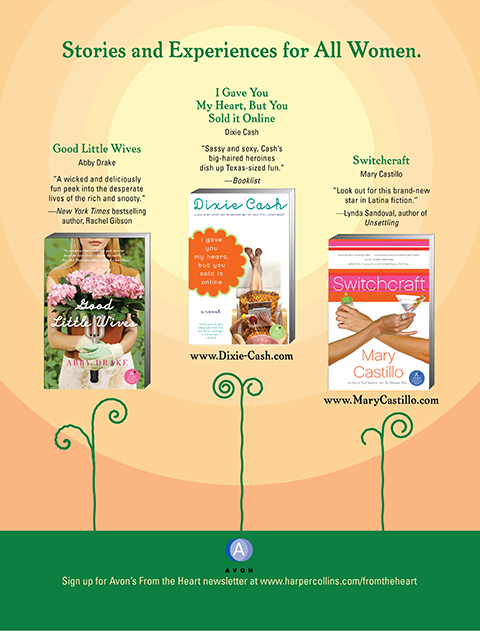 Stories and Experiences for All Women.
I Gave You
My Heart, But You
Sold it Online
Dixie Cash
"Sassy and sexy, Cash's
big-haired heroines
dish up Texas-sized fun."
—Booklist
Good Little Wives
Abby Drake
"A wicked and deliciously
fun peek into the desperate
lives of the rich and snooty."
—New York Times bestselling
author, Rachel Gibson
Switchcraft
Mary Castillo
"Look out for this brand-new
star in Latina fiction."
—Lynda Sandoval, author of
Unsettling
Good
Little Wives
ABBY DRAKE
Dixie Cash
i gave
you
my heart,
but you
sold it
online
a novel
www.Dixie-Cash.com
Switchcraft
Mary
Castillo
www.MaryCastillo.com
A
AVON
Sign up for Avon's From the Heart newsletter at www.harpercollins.com/fromtheheart